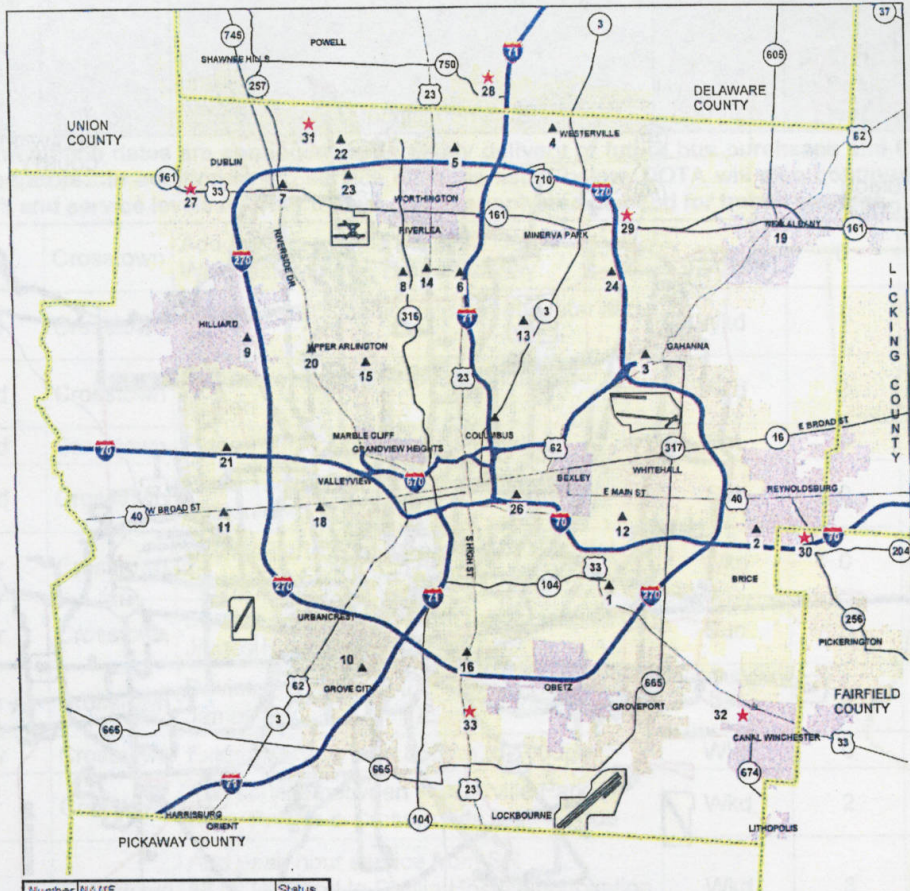 37
3
745
POWELL
71
605
SHAWNEE HILLS
750
257
23
28
DELAWARE
COUNTY
UNION
COUNTY
31
4
WESTERVILLE
62
22
5
DUBLIN
161
33
27
7
23
710
270
WORTHINGTON
161
RIVERLEA
MINERVA PARK
29
19
161
RIVERSIDE DR
270
8
14
6
24
315
71
3
13
HILLIARD
9
UPPER ARLINGTON
20
15
GAHANNA
3
23
LICKING COUNTY
MARBLE CLIFF
GRANDVIEW HEIGHTS
COLUMBUS
E BROAD ST
16
62
317
70
21
VALLEYVIEW
670
WHITEHALL
BEXLEY
E MAIN ST
40
REYNOLDSBURG
40
W BROAD ST
11
18
26
70
12
2
30
70
204
S HIGH ST
33
104
1
270
BRICE
270
71
URBANCREST
256
PICKERINGTON
10
16
62
GROVE CITY
OBETZ
665
GROVEPORT
32
FAIRFIELD
COUNTY
3
33
665
CANAL WINCHESTER
33
665
674
71
23
HARRISBURG
ORIENT
104
LOCKBOURNE
LITHOPOLIS
PICKAWAY COUNTY
Wkd
Wkd
2
Number
NAME
Status